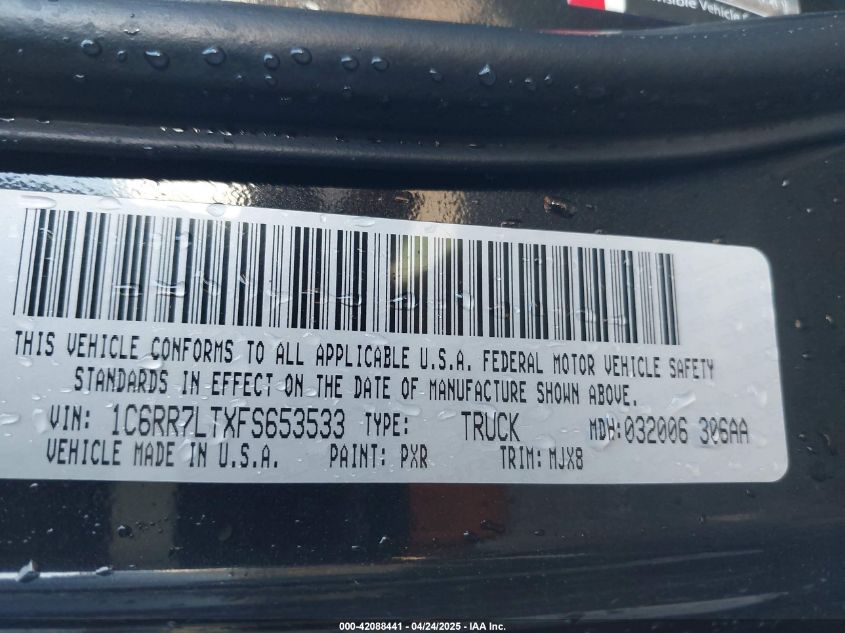 visible Vehicle
THIS VEHICLE CONFORMS TO ALL APPLICABLE U.S.A. FEDERAL MOTOR VEHICLE SAFETY
STANDARDS IN EFFECT ON THE DATE OF MANUFACTURE SHOWN ABOVE.
VIN: 1C6RR7LTXFS653533 TYPE: TRUCK MDH:032006 306AA
VEHICLE MADE IN U.S.A. PAINT: PXR TRIM: MJX8
000-42088441 - 04/24/2025 - IAA Inc.